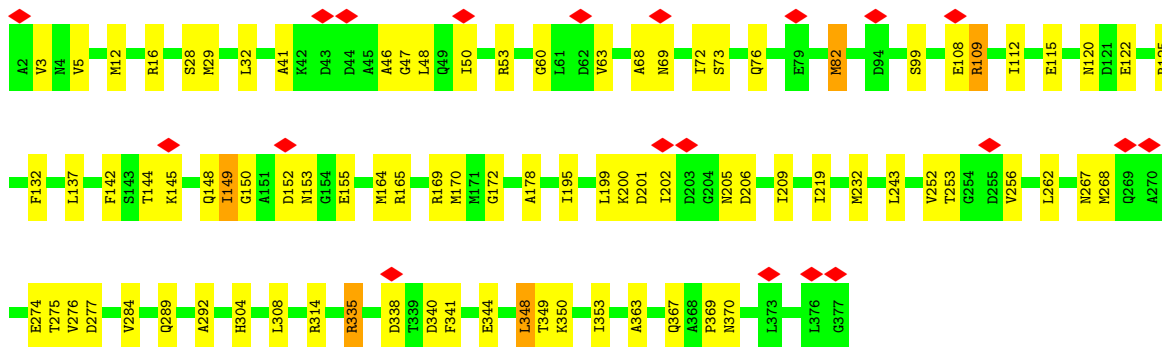 A2 V3 N4 V5 M12 R16 S28 M29 L32 A41 K42 D43 D44 A45 A46 G47 L48 Q49 I50 R53 G60 L61 D62 V63 A68 N69 I72 S73 Q76 E79 M82 D94 S99 E108 R109 I112 E115 N120 D121 E122
F132 L137 F142 S143 T144 K145 Q148 I149 G150 A151 D152 N153 G154 E155 M164 R165 R169 M170 M171 G172 A178 I195 L199 K200 D201 I202 D203 G204 N205 D206 I209 I219 M232 L243 V252 T253 G254 D255 V256 L262 N267 M268 Q269 A270
E274 T275 V276 D277 V284 Q289 A292 H304 L308 R314 R335 D338 T339 D340 F341 E344 L348 T349 K350 I353 A363 Q367 A368 P369 N370 L373 L376 G377